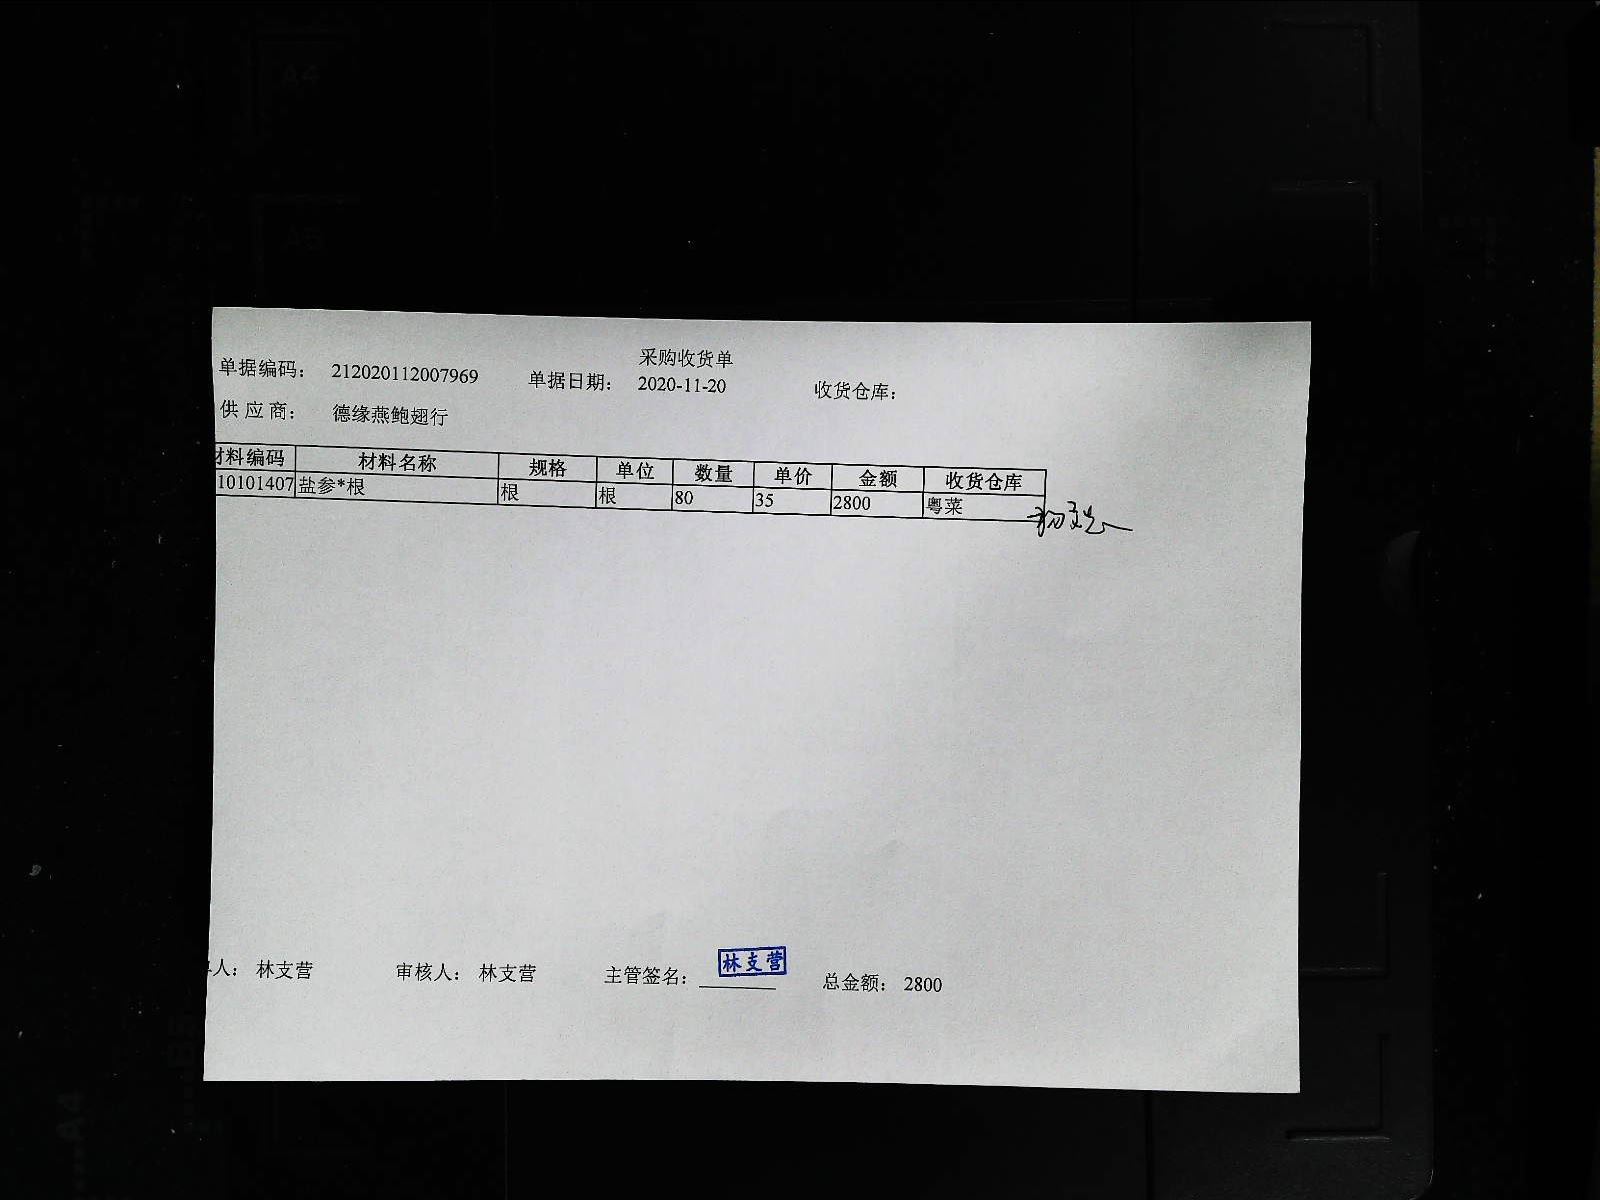 采购收货单
单据编码： 212020112007969 单据日期： 2020-11-20 收货仓库：
供应商： 德缘燕鲍翅行
材料编码 材料名称 规格 单位 数量 单价 金额 收货仓库
10101407 盐参*根 根 根 80 35 2800 粤菜
人： 林支营 审核人： 林支营 主管签名： 林支营 总金额： 2800